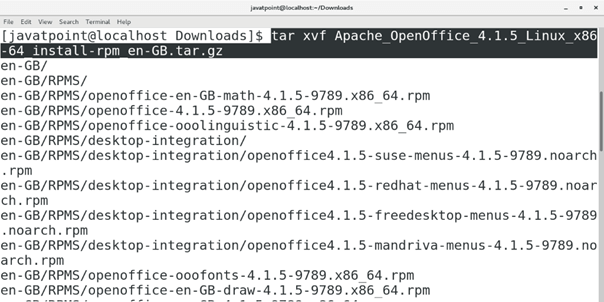 javatpoint@localhost:~/Downloads
File Edit View Search Terminal Help
[javatpoint@localhost Downloads]$ tar xvf Apache_OpenOffice_4.1.5_Linux_x86
-64_install-rpm_en-GB.tar.gz
en-GB/
en-GB/RPMS/
en-GB/RPMS/openoffice-en-GB-math-4.1.5-9789.x86_64.rpm
en-GB/RPMS/openoffice-4.1.5-9789.x86_64.rpm
en-GB/RPMS/openoffice-ooolinguistic-4.1.5-9789.x86_64.rpm
en-GB/RPMS/desktop-integration/
en-GB/RPMS/desktop-integration/openoffice4.1.5-suse-menus-4.1.5-9789.noarch
.rpm
en-GB/RPMS/desktop-integration/openoffice4.1.5-redhat-menus-4.1.5-9789.noar
ch.rpm
en-GB/RPMS/desktop-integration/openoffice4.1.5-freedesktop-menus-4.1.5-9789
.noarch.rpm
en-GB/RPMS/desktop-integration/openoffice4.1.5-mandriva-menus-4.1.5-9789.no
arch.rpm
en-GB/RPMS/openoffice-ooofonts-4.1.5-9789.x86_64.rpm
en-GB/RPMS/openoffice-en-GB-draw-4.1.5-9789.x86_64.rpm